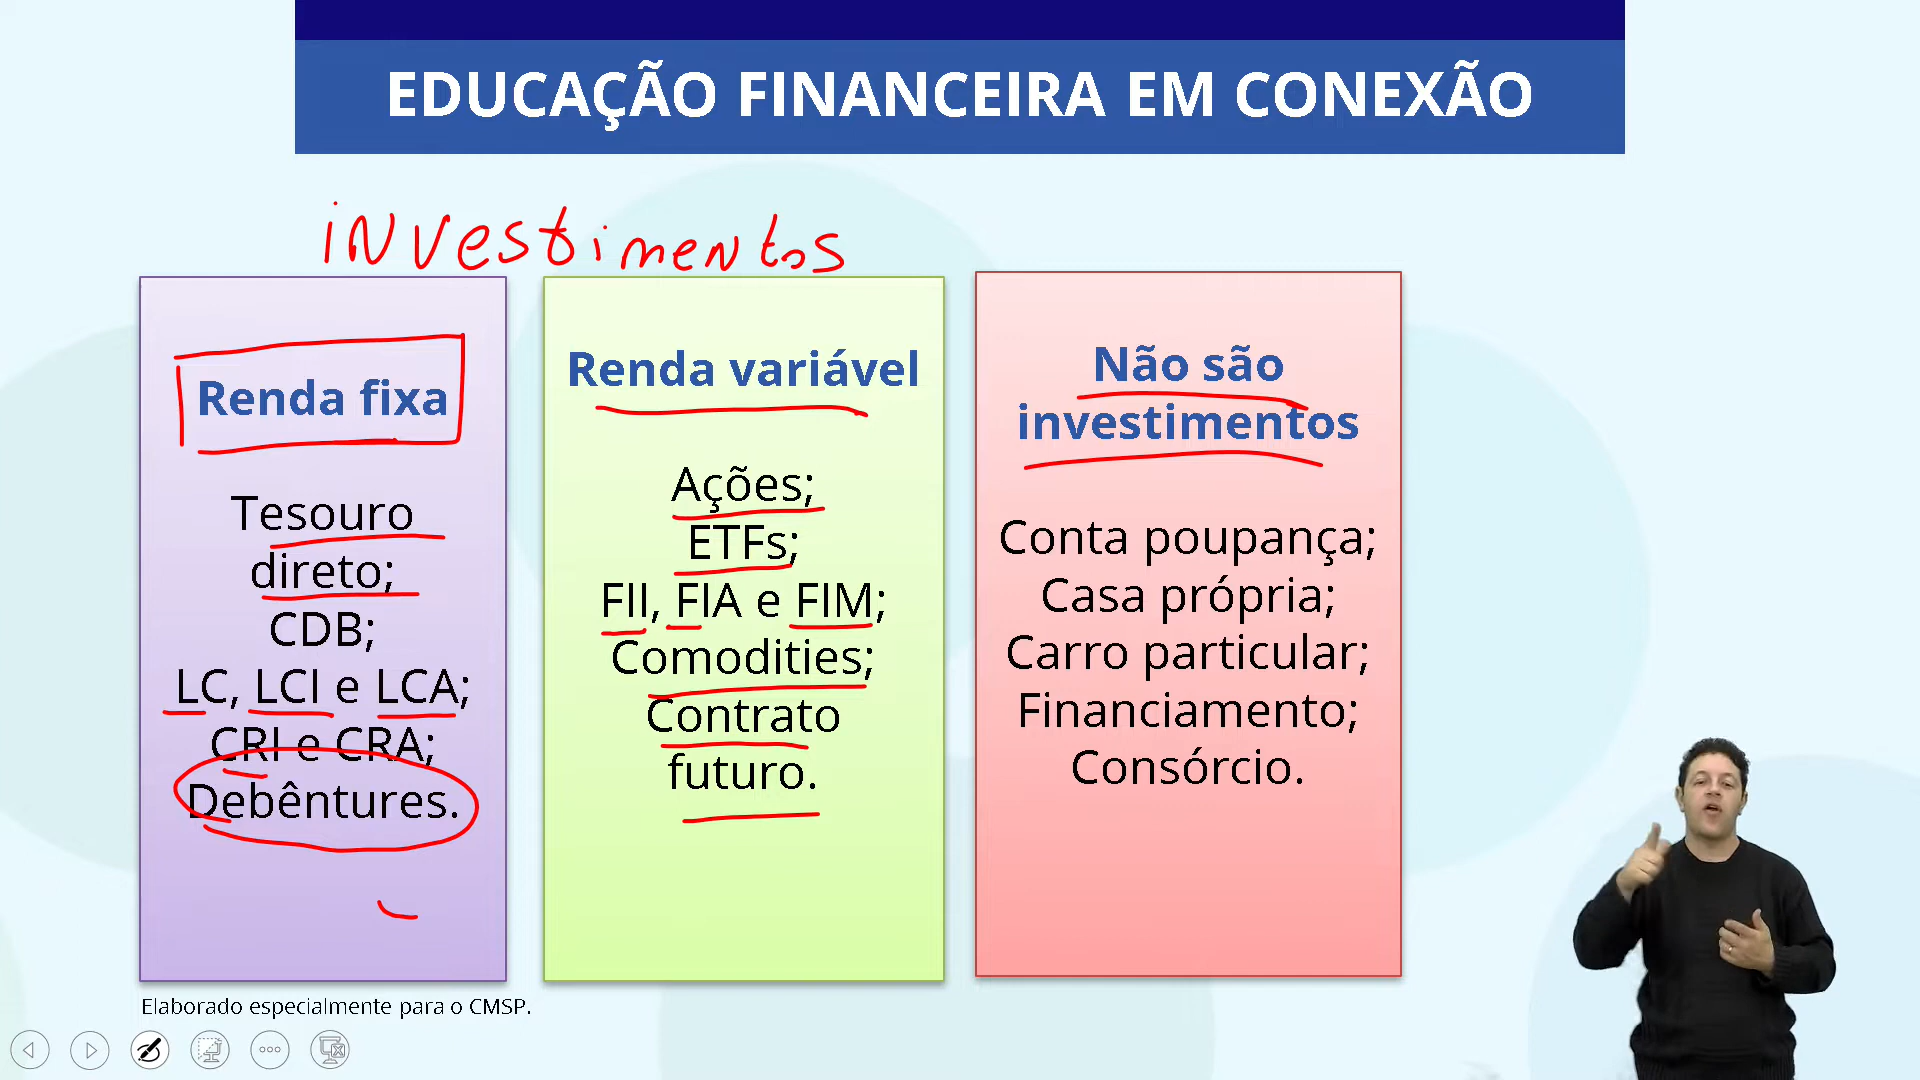 EDUCAÇÃO FINANCEIRA EM CONEXÃO
investimentos
Renda fixa
Tesouro
direto;
CDB;
LC, LCI e LCA;
CRI e CRA;
Debêntures.
Renda variável
Ações;
ETFs;
FII, FIA e FIM;
Comodities;
Contrato
futuro.
Não são
investimentos
Conta poupança;
Casa própria;
Carro particular;
Financiamento;
Consórcio.
Elaborado especialmente para o CMSP.